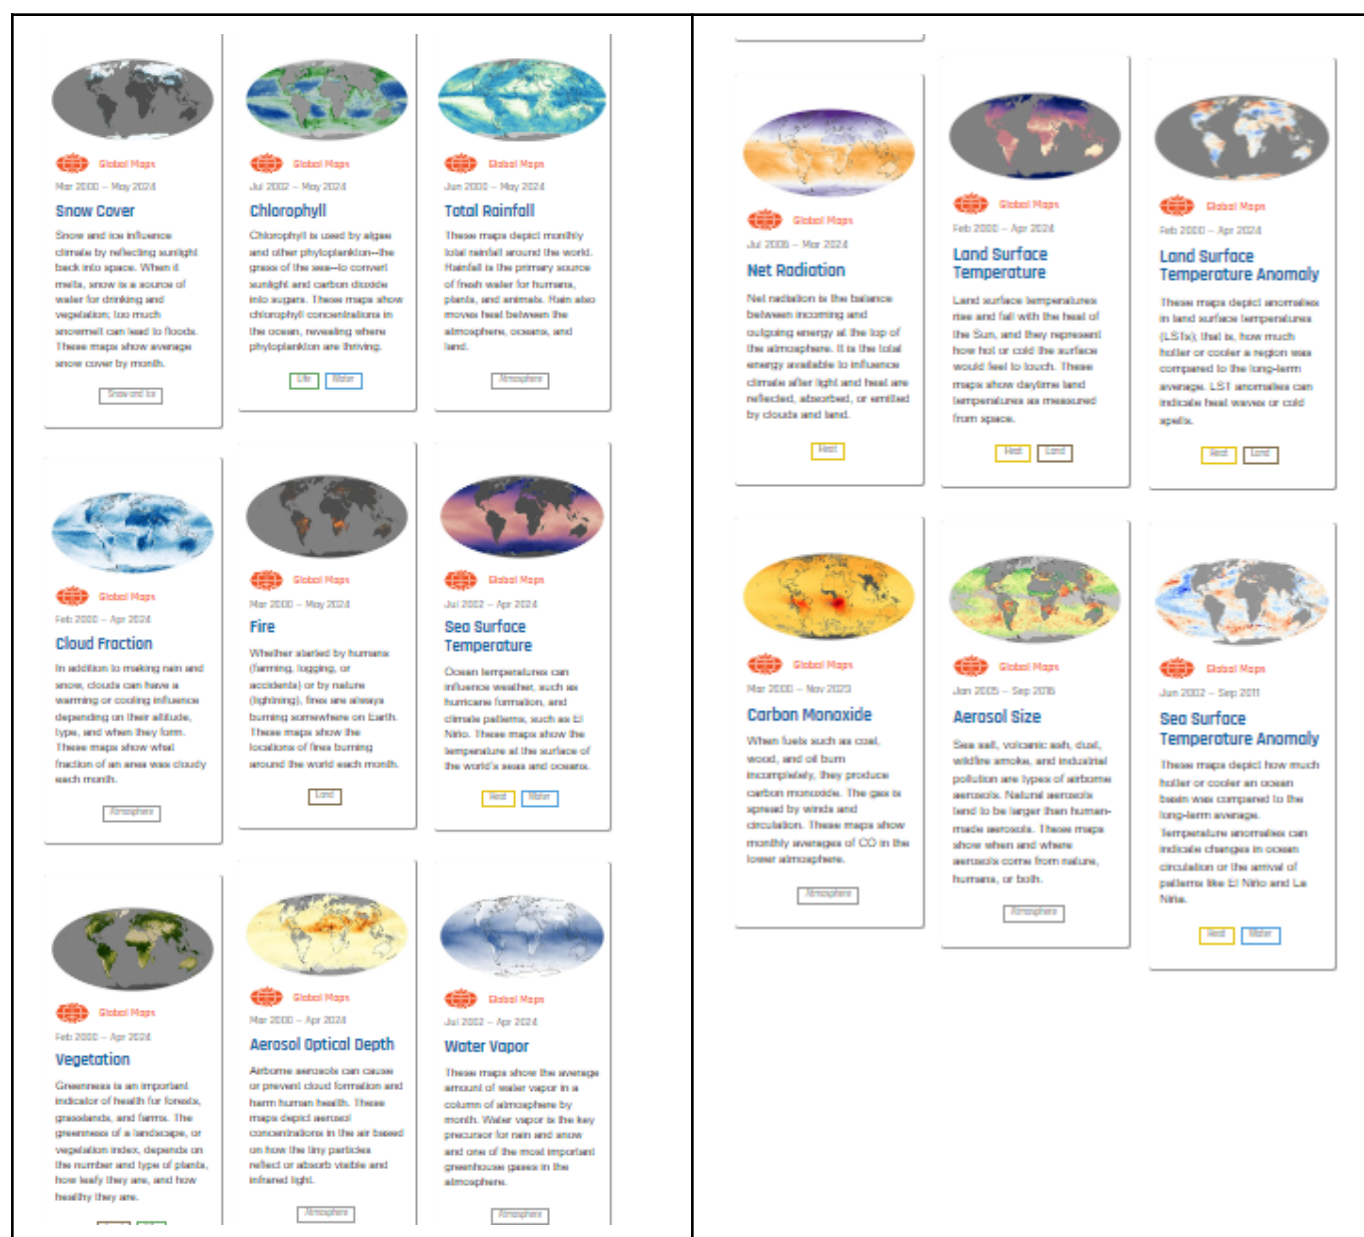 Global Maps
Mar 2000 – May 2024
Snow Cover
Snow and ice influence
climate by reflecting sunlight
back into space. When it
melts, snow is a source of
water for drinking and
vegetation; too much
snowmelt can lead to floods.
These maps show average
snow cover by month.
Snow and Ice
Global Maps
Jul 2002 – May 2024
Chlorophyll
Chlorophyll is used by algae
and other phytoplankton—the
grass of the sea—to convert
sunlight and carbon dioxide
into sugars. These maps show
chlorophyll concentrations in
the ocean, revealing where
phytoplankton are thriving.
Life Water
Global Maps
Jun 2000 – May 2024
Total Rainfall
These maps depict monthly
total rainfall around the world.
Rainfall is the primary source
of fresh water for humans,
plants, and animals. Rain also
moves heat between the
atmosphere, oceans, and
land.
Atmosphere
Global Maps
Feb 2000 – Apr 2024
Cloud Fraction
In addition to making rain and
snow, clouds can have a
warming or cooling influence
depending on their altitude,
type, and when they form.
These maps show what
fraction of an area was cloudy
each month.
Atmosphere
Global Maps
Mar 2000 – May 2024
Fire
Whether started by humans
(farming, logging, or
accidents) or by nature
(lightning), fires are always
burning somewhere on Earth.
These maps show the
locations of fires burning
around the world each month.
Land
Global Maps
Jul 2002 – Apr 2024
Sea Surface
Temperature
Ocean temperatures can
influence weather, such as
hurricane formation, and
climate patterns, such as El
Niño. These maps show the
temperature at the surface of
the world's seas and oceans.
Heat Water
Global Maps
Feb 2000 – Apr 2024
Vegetation
Greenness is an important
indicator of health for forests,
grasslands, and farms. The
greenness of a landscape, or
vegetation index, depends on
the number and type of plants,
how leafy they are, and how
healthy they are.
Global Maps
Mar 2000 – Apr 2024
Aerosol Optical Depth
Airborne aerosols can cause
or prevent cloud formation and
harm human health. These
maps depict aerosol
concentrations in the air based
on how the tiny particles
reflect or absorb visible and
infrared light.
Atmosphere
Global Maps
Jul 2002 – Apr 2024
Water Vapor
These maps show the average
amount of water vapor in a
column of atmosphere by
month. Water vapor is the key
precursor for rain and snow
and one of the most important
greenhouse gases in the
atmosphere.
Atmosphere
Global Maps
Jul 2006 – Mar 2024
Net Radiation
Net radiation is the balance
between incoming and
outgoing energy at the top of
the atmosphere. It is the total
energy available to influence
climate after light and heat are
reflected, absorbed, or emitted
by clouds and land.
Heat
Global Maps
Feb 2000 – Apr 2024
Land Surface
Temperature
Land surface temperatures
rise and fall with the heat of
the Sun, and they represent
how hot or cold the surface
would feel to touch. These
maps show daytime land
temperatures as measured
from space.
Heat Land
Global Maps
Feb 2000 – Apr 2024
Land Surface
Temperature Anomaly
These maps depict anomalies
in land surface temperatures
(LSTs); that is, how much
hotter or cooler a region was
compared to the long-term
average. LST anomalies can
indicate heat waves or cold
spells.
Heat Land
Global Maps
Mar 2000 – Nov 2023
Carbon Monoxide
When fuels such as coal,
wood, and oil burn
incompletely, they produce
carbon monoxide. The gas is
spread by winds and
circulation. These maps show
monthly averages of CO in the
lower atmosphere.
Atmosphere
Global Maps
Jan 2005 – Sep 2016
Aerosol Size
Sea salt, volcanic ash, dust,
wildfire smoke, and industrial
pollution are types of airborne
aerosols. Natural aerosols
tend to be larger than human-
made aerosols. These maps
show when and where
aerosols come from nature,
humans, or both.
Atmosphere
Global Maps
Jun 2002 – Sep 2011
Sea Surface
Temperature Anomaly
These maps depict how much
hotter or cooler an ocean
basin was compared to the
long-term average.
Temperature anomalies can
indicate changes in ocean
circulation or the arrival of
patterns like El Niño and La
Niña.
Heat Water